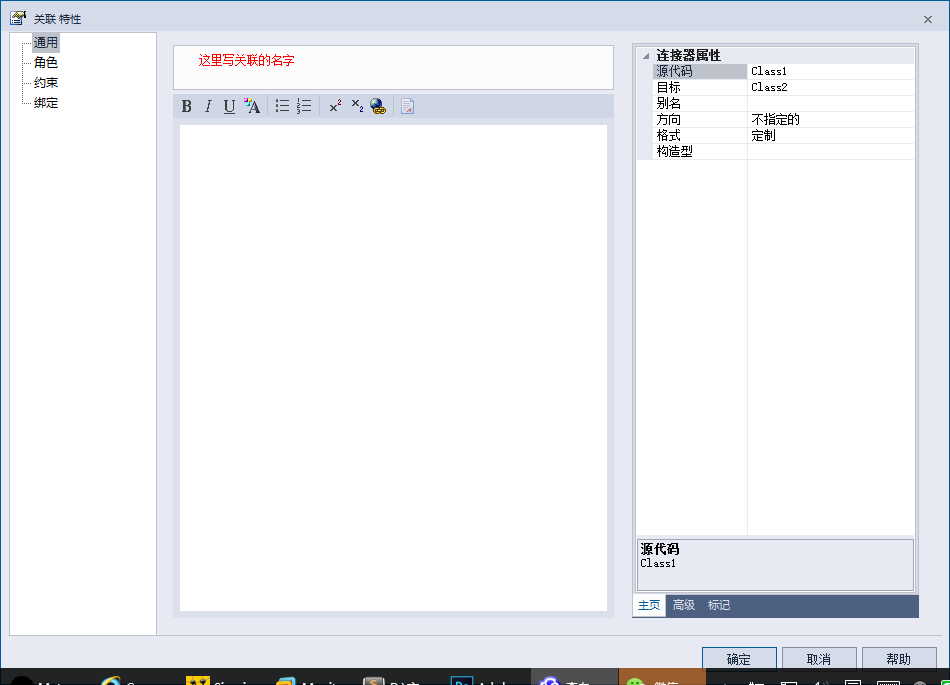 关联 特性
通用
角色
约束
绑定
这里写关联的名字
B I U A
连接器属性
源代码 Class1
目标 Class2
别名
方向 不指定的
格式 定制
构造型
源代码
Class1
主页 高级 标记
确定 取消 帮助